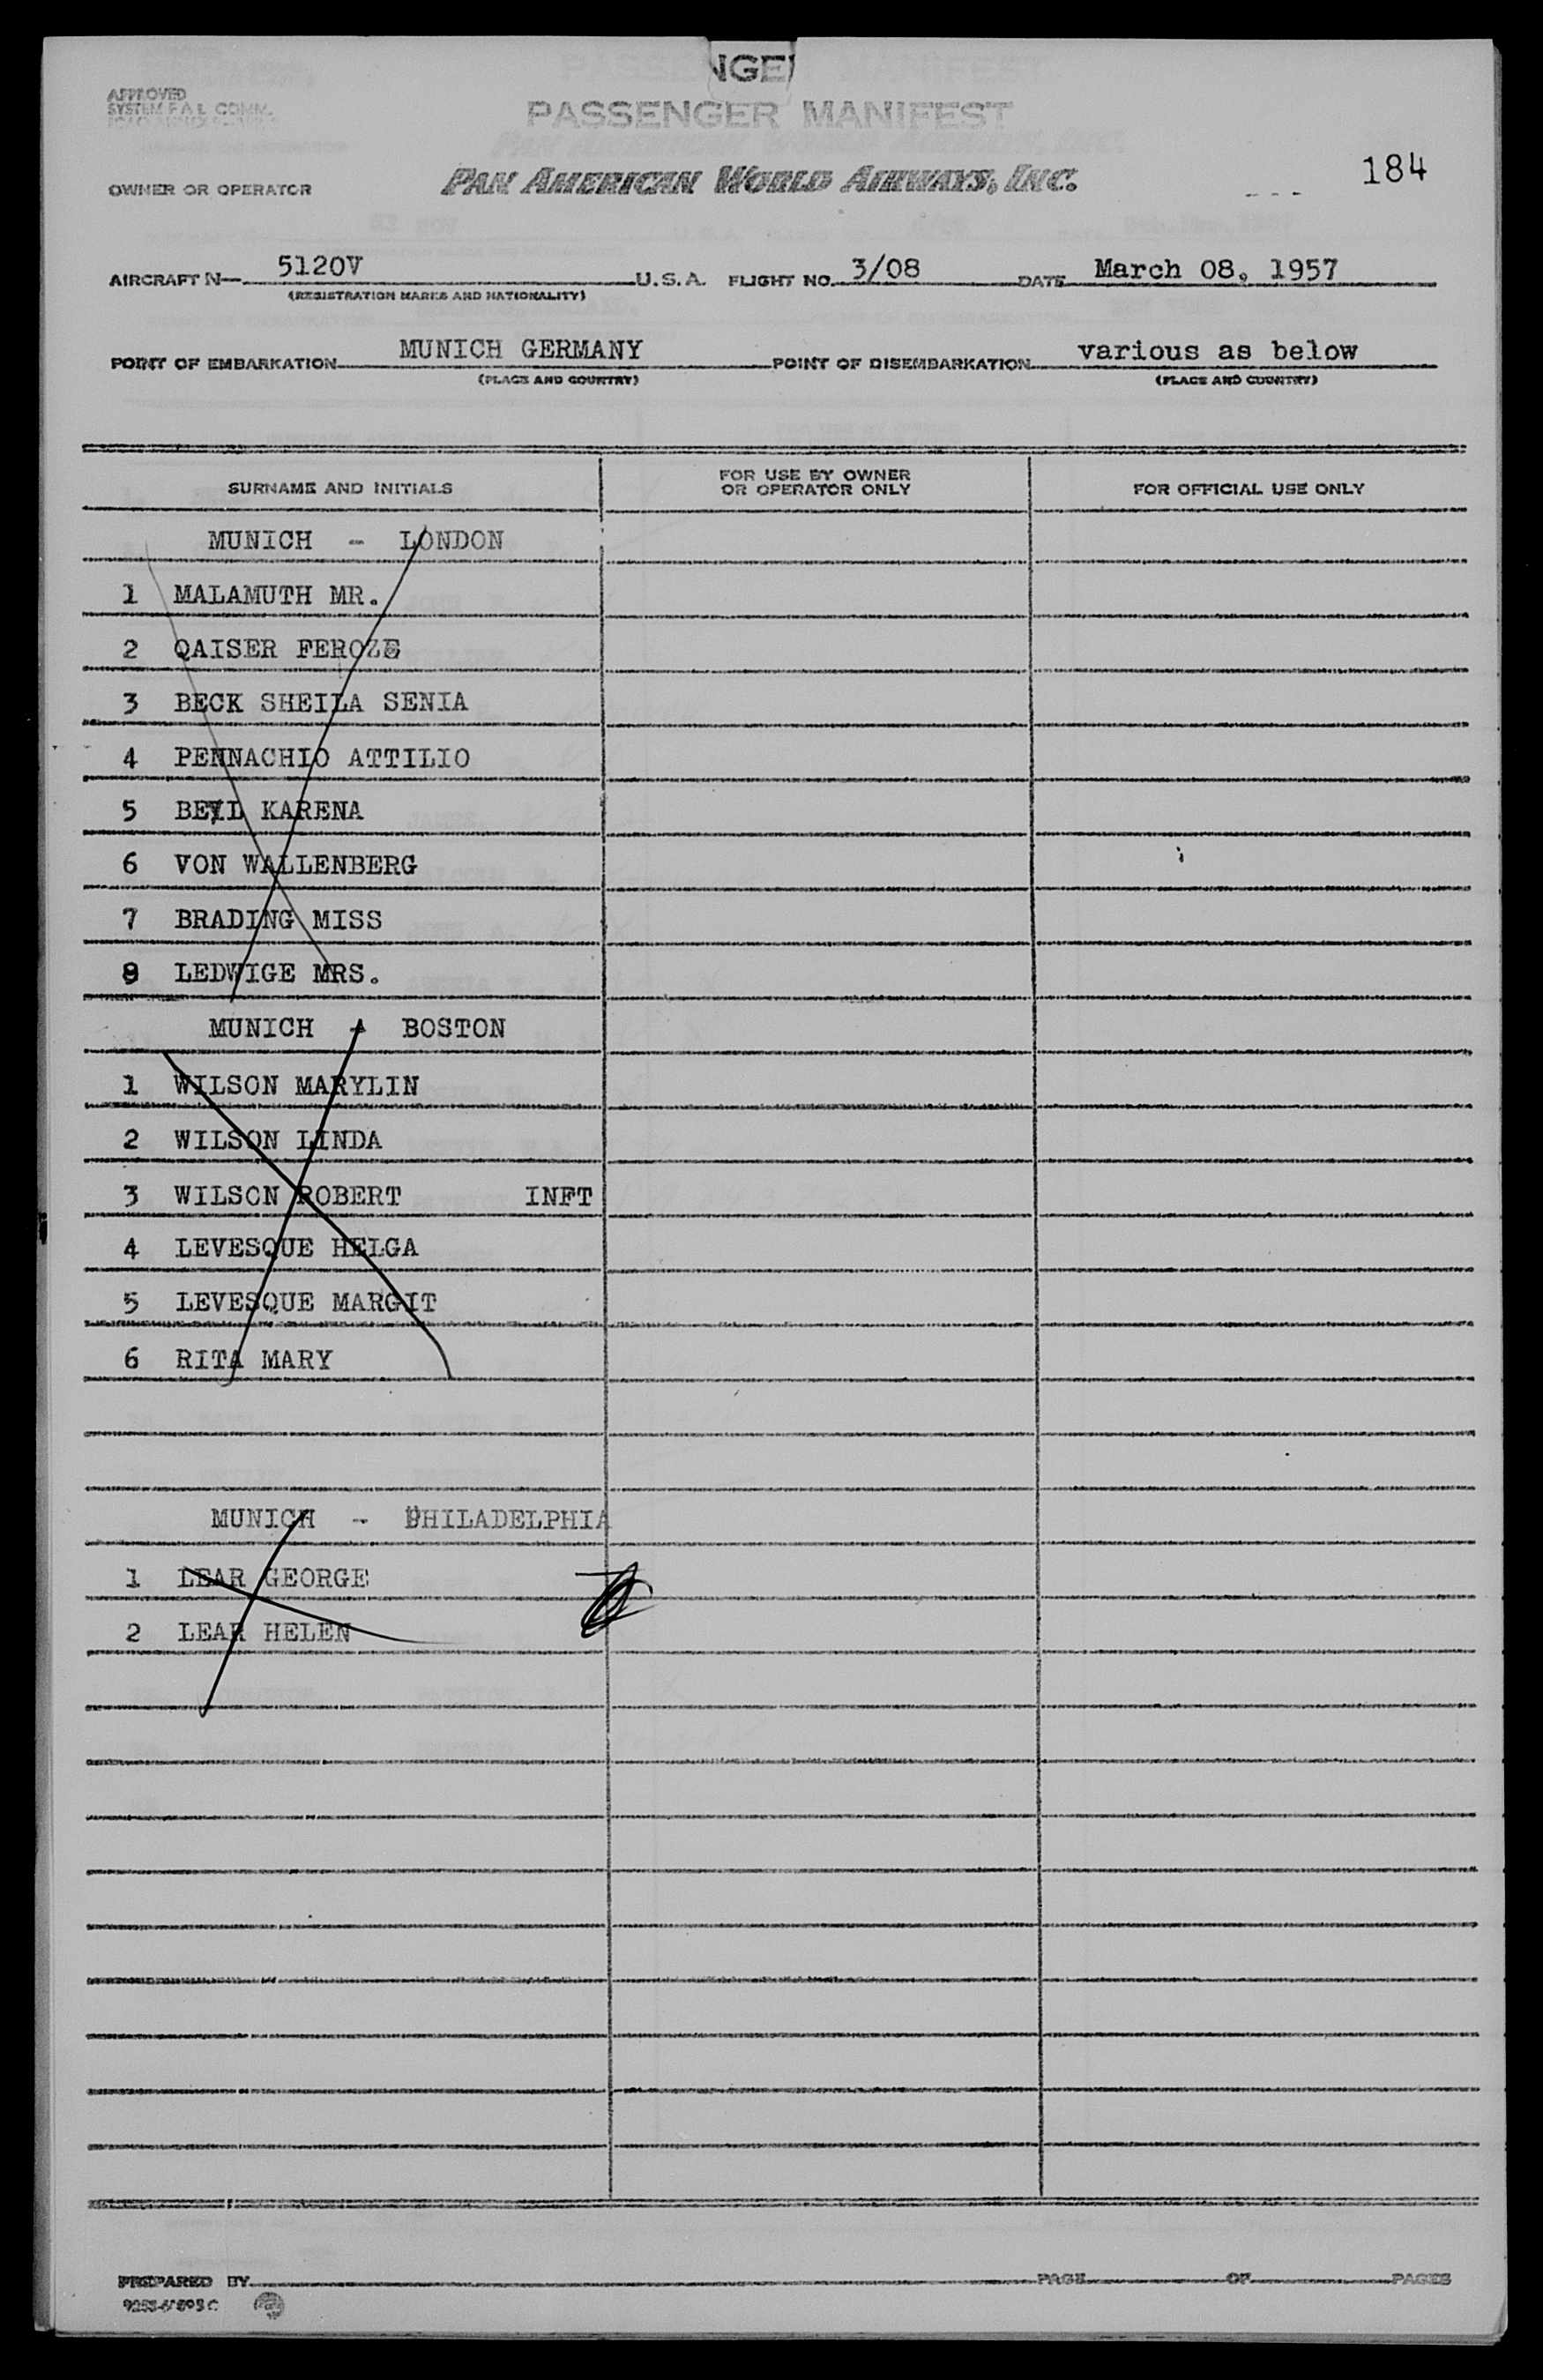 NGE
APPROVED
SYSTEM F.A.L. COMM.
PASSENGER MANIFEST
OWNER OR OPERATOR PAN AMERICAN WORLD AIRWAYS, INC. 184
AIRCRAFT N 5120V U.S.A. FLIGHT NO. 3/08 DATE March 08, 1957
(REGISTRATION MARKS AND NATIONALITY)
POINT OF EMBARKATION MUNICH GERMANY POINT OF DISEMBARKATION various as below
(PLACE AND COUNTRY) (PLACE AND COUNTRY)
SURNAME AND INITIALS FOR USE BY OWNER OR OPERATOR ONLY FOR OFFICIAL USE ONLY
MUNICH - LONDON
1 MALAMUTH MR.
2 QAISER FEROZE
3 BECK SHEILA SENIA
4 PENNACHIO ATTILIO
5 KARENA
6 VON WALLENBERG
7 BRADING MISS
8 LEDWIGE MRS.
MUNICH - BOSTON
1 WILSON MARYLIN
2 WILSON LINDA
3 WILSON ROBERT INFT
4 LEVESQUE HELGA
5 LEVESQUE MARGIT
6 RITA MARY
MUNICH - PHILADELPHIA
1 LEAR GEORGE
2 LEAR HELEN
PREPARED BY PAGE OF PAGES